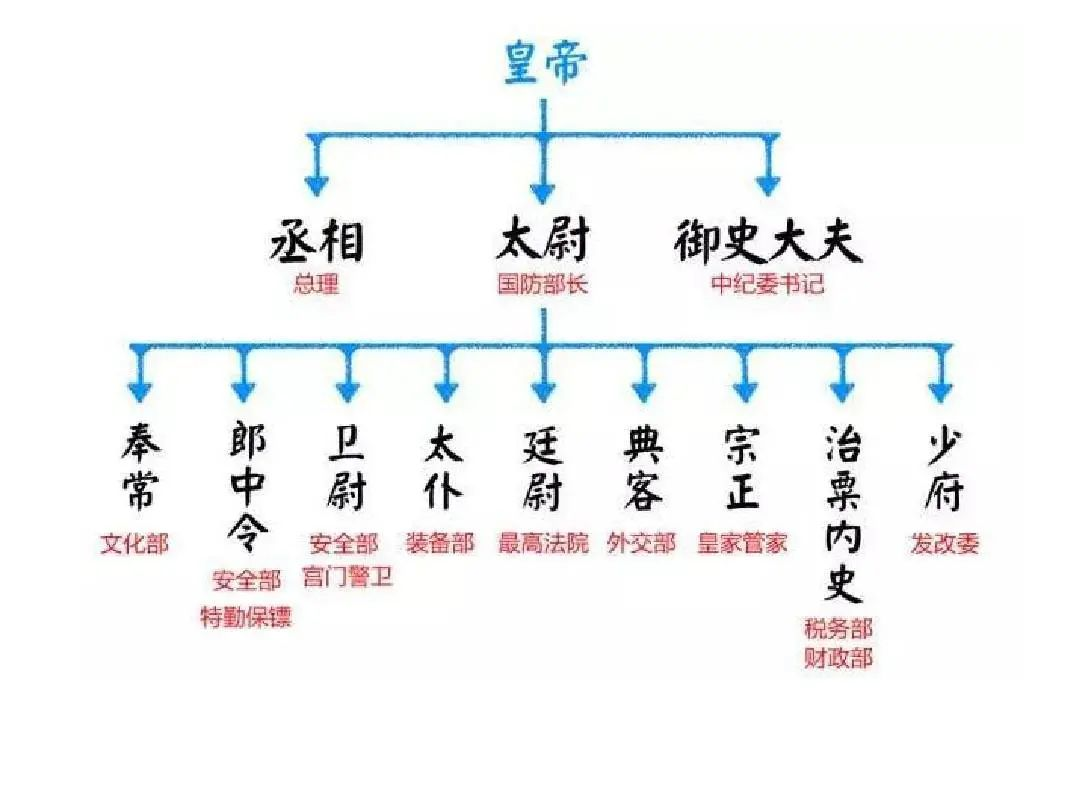 皇帝
丞相
太尉
御史大夫
总理
国防部长
中纪委书记
奉常
文化部
郎中令
安全部
特勤保镖
卫尉
安全部
宫门警卫
太仆
装备部
廷尉
最高法院
典客
外交部
宗正
皇家管家
治粟内史
税务部
财政部
少府
发改委